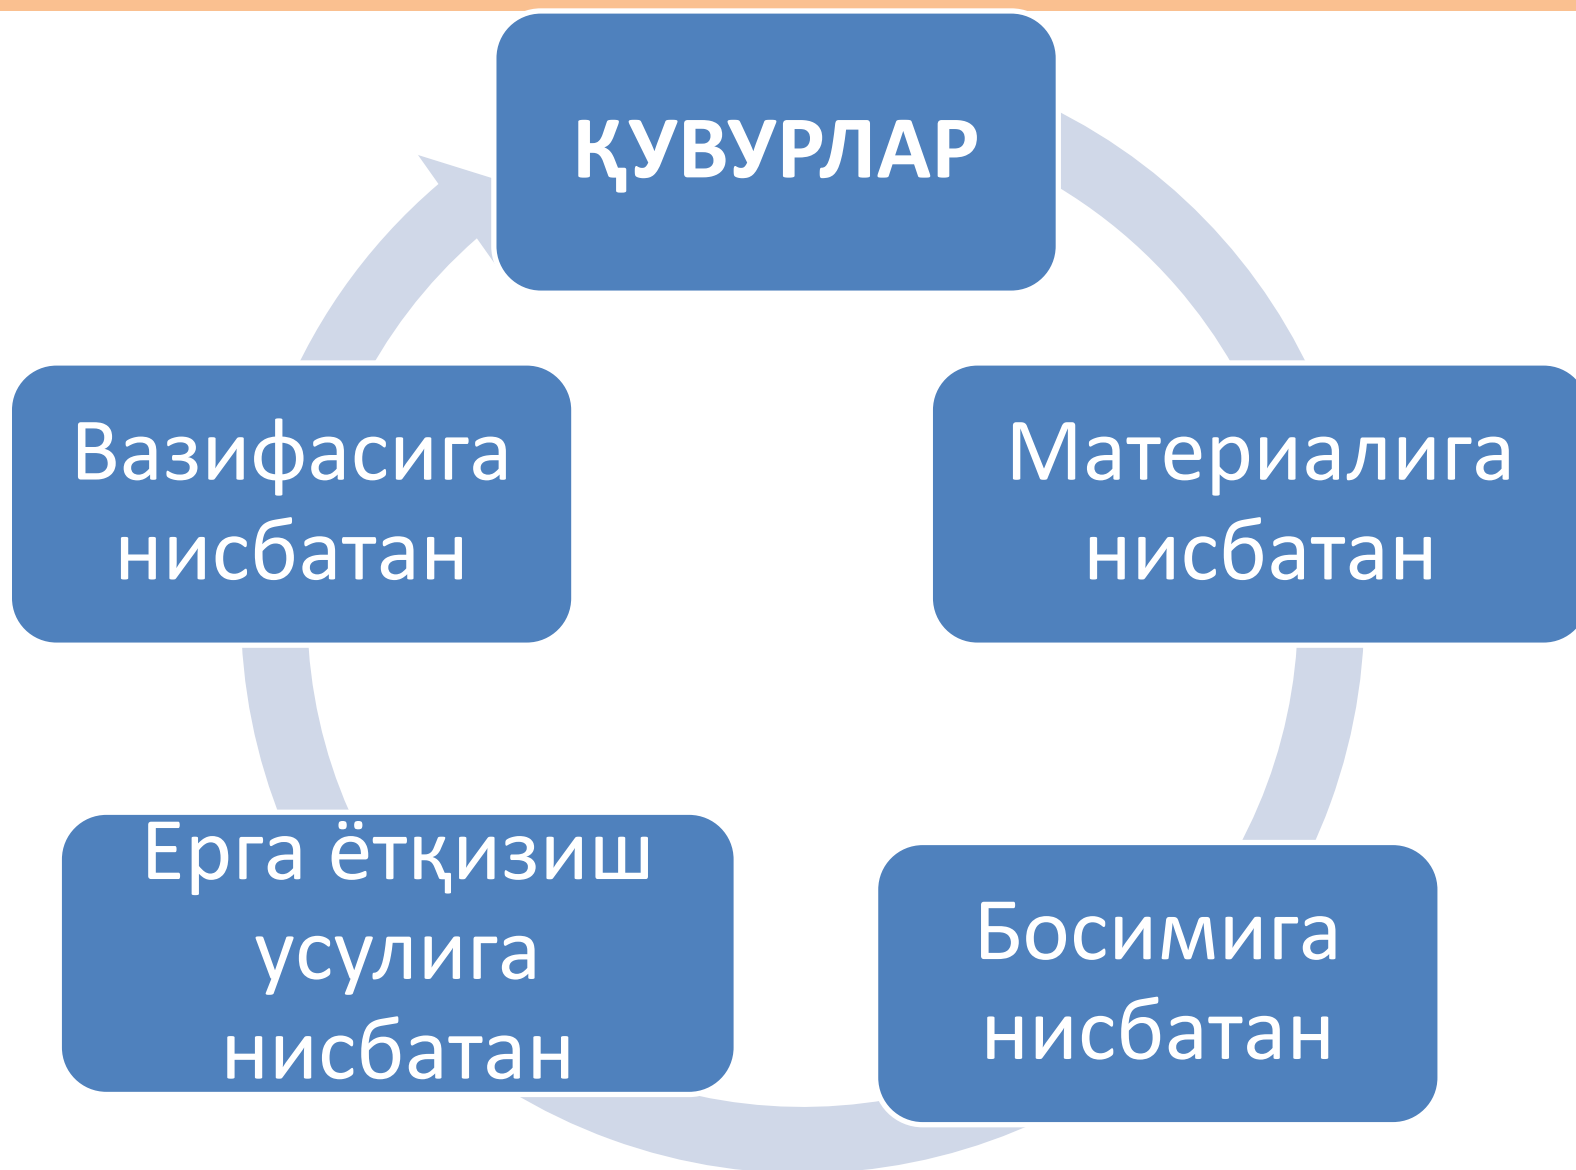 ҚУВУРЛАР
Материалига
нисбатан
Босимига
нисбатан
Ерга ётқизиш
усулига
нисбатан
Вазифасига
нисбатан